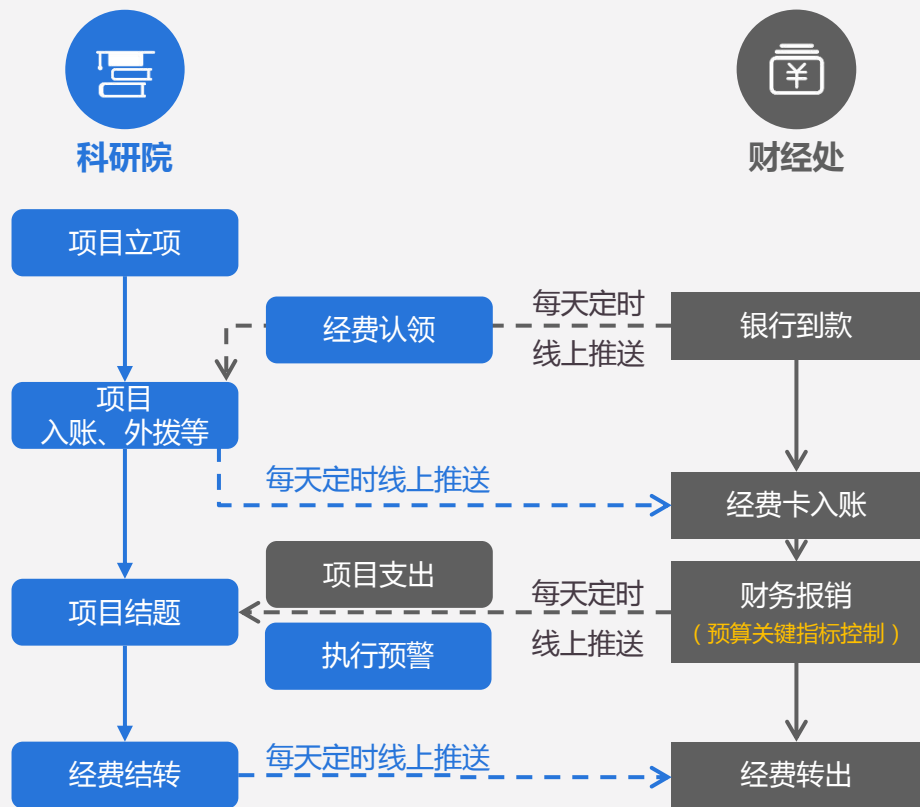 ¥
科研院
财经处
项目立项
经费认领
每天定时
线上推送
银行到款
项目
入账、外拨等
每天定时线上推送
经费卡入账
项目支出
每天定时
线上推送
财务报销
（预算关键指标控制）
项目结题
执行预警
经费结转
每天定时线上推送
经费转出